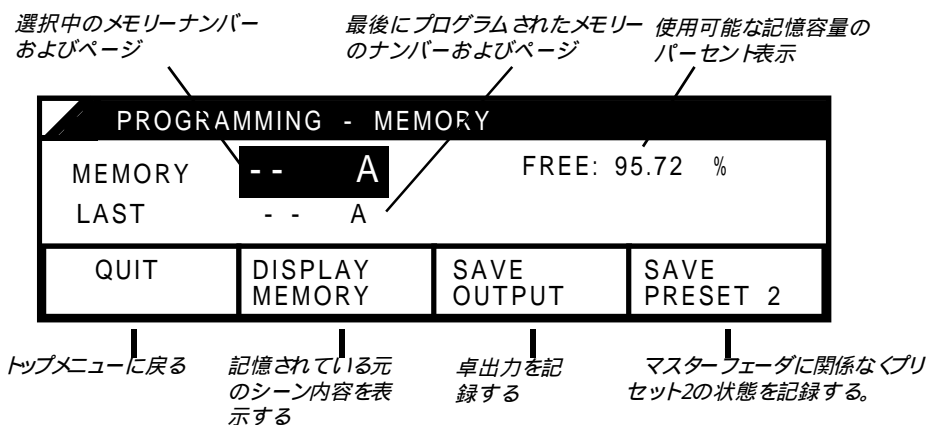 選択中のメモリーナンバー
およびページ
最後にプログラムされたメモリー
のナンバーおよびページ
使用可能な記憶容量の
パーセント表示
PROGRAMMING - MEMORY
MEMORY -- A FREE: 95.72 %
LAST -- A
QUIT
DISPLAY
MEMORY
SAVE
OUTPUT
SAVE
PRESET 2
トップメニューに戻る
記憶されている元
のシーン内容を表
示する
卓出力を記
録する
マスターフェーダに関係なくプリ
セット2の状態を記録する。